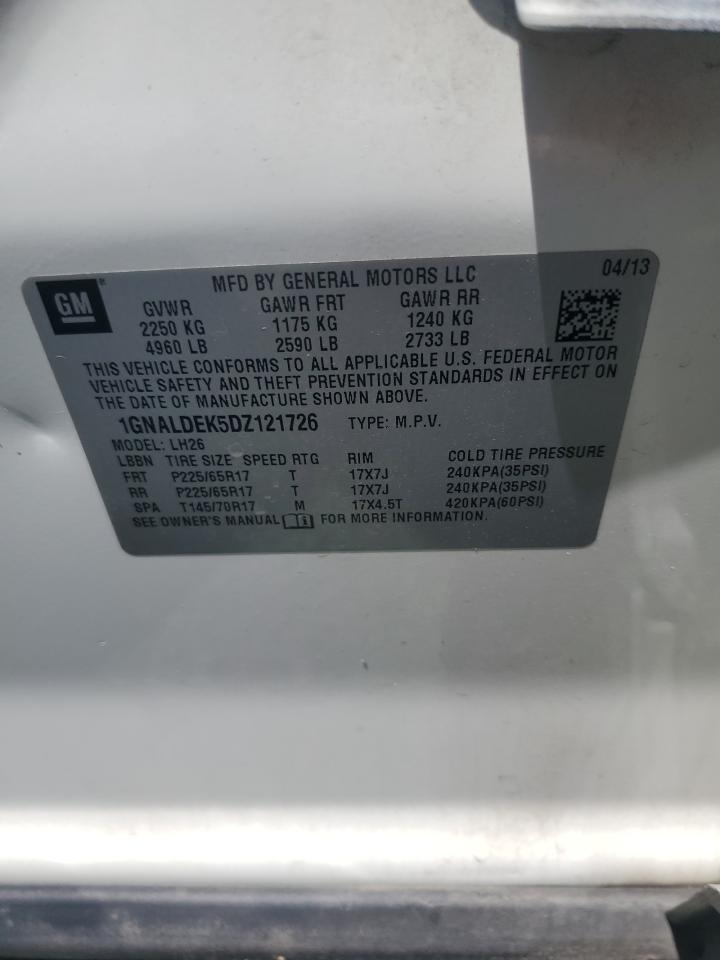 GM ®
MFD BY GENERAL MOTORS LLC 04/13
GVWR GAWR FRT GAWR RR
2250 KG 1175 KG 1240 KG
4960 LB 2590 LB 2733 LB
THIS VEHICLE CONFORMS TO ALL APPLICABLE U.S. FEDERAL MOTOR
VEHICLE SAFETY AND THEFT PREVENTION STANDARDS IN EFFECT ON
THE DATE OF MANUFACTURE SHOWN ABOVE.
1GNALDEK5DZ121726 TYPE: M.P.V.
MODEL: LH26
LBBN TIRE SIZE SPEED RTG RIM COLD TIRE PRESSURE
FRT P225/65R17 T 17X7J 240KPA(35PSI)
RR P225/65R17 T 17X7J 240KPA(35PSI)
SPA T145/70R17 M 17X4.5T 420KPA(60PSI)
SEE OWNER'S MANUAL FOR MORE INFORMATION.